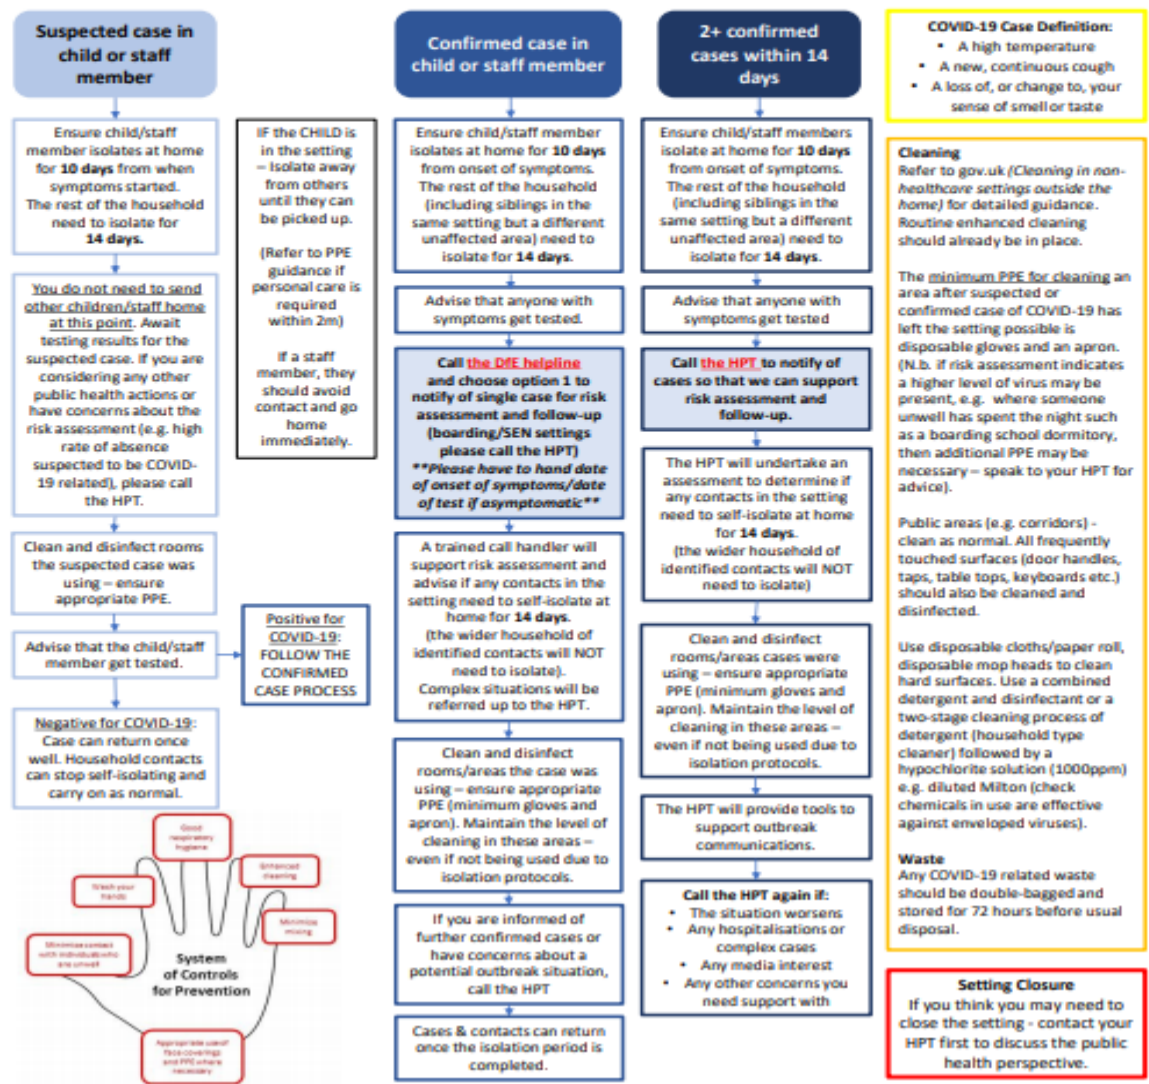 Suspected case in
child or staff
member
Ensure child/staff
member isolates at home
for 10 days from when
symptoms started.
The rest of the household
need to isolate for
14 days.
You do not need to send
other children/staff home
at this point. Await
testing results for the
suspected case. If you are
considering any other
public health actions or
have concerns about the
risk assessment (e.g. high
rate of absence
suspected to be COVID-
19 related), please call
the HPT.
Clean and disinfect rooms
the suspected case was
using – ensure
appropriate PPE.
Advise that the child/staff
member get tested.
Negative for COVID-19:
Case can return once
well. Household contacts
can stop self-isolating and
carry on as normal.
IF the CHILD is
in the setting
– Isolate away
from others
until they can
be picked up.
(Refer to PPE
guidance if
personal care is
required
within 2m)
If a staff
member, they
should avoid
contact and go
home
immediately.
Positive for
COVID-19:
FOLLOW THE
CONFIRMED
CASE PROCESS
Good
respiratory
hygiene
Enhanced
cleaning
Wash your
hands
Minimise
mixing
Minimise contact
with individuals who
are unwell
System
of Controls
for Prevention
Appropriate use of
face coverings
and PPE where
necessary
Confirmed case in
child or staff member
Ensure child/staff member
isolates at home for 10 days
from onset of symptoms.
The rest of the household
(including siblings in the
same setting but a different
unaffected area) need to
isolate for 14 days.
Advise that anyone with
symptoms get tested.
Call the DfE helpline
and choose option 1 to
notify of single case for risk
assessment and follow-up
(boarding/SEN settings
please call the HPT)
**Please have to hand date
of onset of symptoms/date
of test if asymptomatic**
A trained call handler will
support risk assessment and
advise if any contacts in the
setting need to self-isolate at
home for 14 days.
(the wider household of
identified contacts will NOT
need to isolate).
Complex situations will be
referred up to the HPT.
Clean and disinfect
rooms/areas the case was
using – ensure appropriate
PPE (minimum gloves and
apron). Maintain the level of
cleaning in these areas –
even if not being used due to
isolation protocols.
If you are informed of
further confirmed cases or
have concerns about a
potential outbreak situation,
call the HPT
Cases & contacts can return
once the isolation period is
completed.
2+ confirmed
cases within 14
days
Ensure child/staff members
isolate at home for 10 days
from onset of symptoms.
The rest of the household
(including siblings in the
same setting but a different
unaffected area) need to
isolate for 14 days.
Advise that anyone with
symptoms get tested
Call the HPT to notify of
cases so that we can support
risk assessment and
follow-up.
The HPT will undertake an
assessment to determine if
any contacts in the setting
need to self-isolate at home
for 14 days.
(the wider household of
identified contacts will NOT
need to isolate)
Clean and disinfect
rooms/areas cases were
using – ensure appropriate
PPE (minimum gloves and
apron). Maintain the level of
cleaning in these areas –
even if not being used due to
isolation protocols.
The HPT will provide tools to
support outbreak
communications.
Call the HPT again if:
• The situation worsens
• Any hospitalisations or
complex cases
• Any media interest
• Any other concerns you
need support with
COVID-19 Case Definition:
• A high temperature
• A new, continuous cough
• A loss of, or change to, your
sense of smell or taste
Cleaning
Refer to gov.uk (Cleaning in non-
healthcare settings outside the
home) for detailed guidance.
Routine enhanced cleaning
should already be in place.
The minimum PPE for cleaning an
area after suspected or
confirmed case of COVID-19 has
left the setting possible is
disposable gloves and an apron.
(N.b. if risk assessment indicates
a higher level of virus may be
present, e.g. where someone
unwell has spent the night such
as a boarding school dormitory,
then additional PPE may be
necessary – speak to your HPT for
advice).
Public areas (e.g. corridors) -
clean as normal. All frequently
touched surfaces (door handles,
taps, table tops, keyboards etc.)
should also be cleaned and
disinfected.
Use disposable cloths/paper roll,
disposable mop heads to clean
hard surfaces. Use a combined
detergent and disinfectant or a
two-stage cleaning process of
detergent (household type
cleaner) followed by a
hypochlorite solution (1000ppm)
e.g. diluted Milton (check
chemicals in use are effective
against enveloped viruses).
Waste
Any COVID-19 related waste
should be double-bagged and
stored for 72 hours before usual
disposal.
Setting Closure
If you think you may need to
close the setting - contact your
HPT first to discuss the public
health perspective.